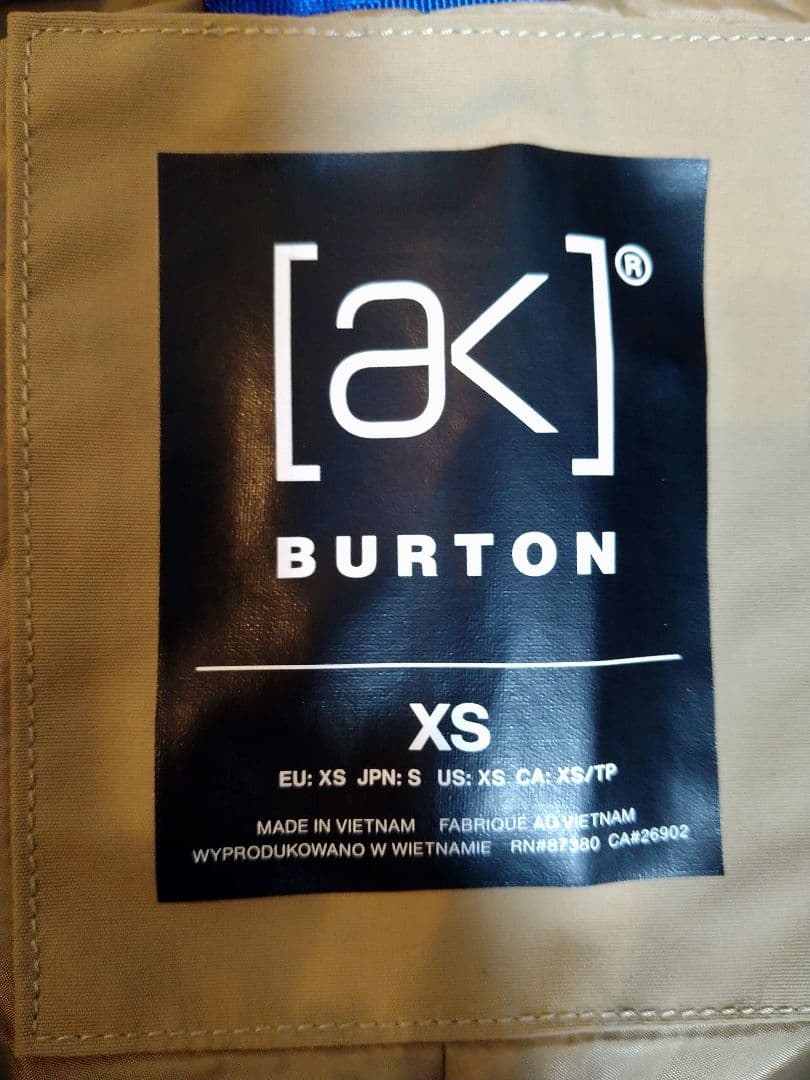 [ak]®
BURTON
XS
EU: XS JPN: S US: XS CA: XS/TP
MADE IN VIETNAM FABRIQUÉ AU VIETNAM
WYPRODUKOWANO W WIETNAMIE RN#87380 CA#26902